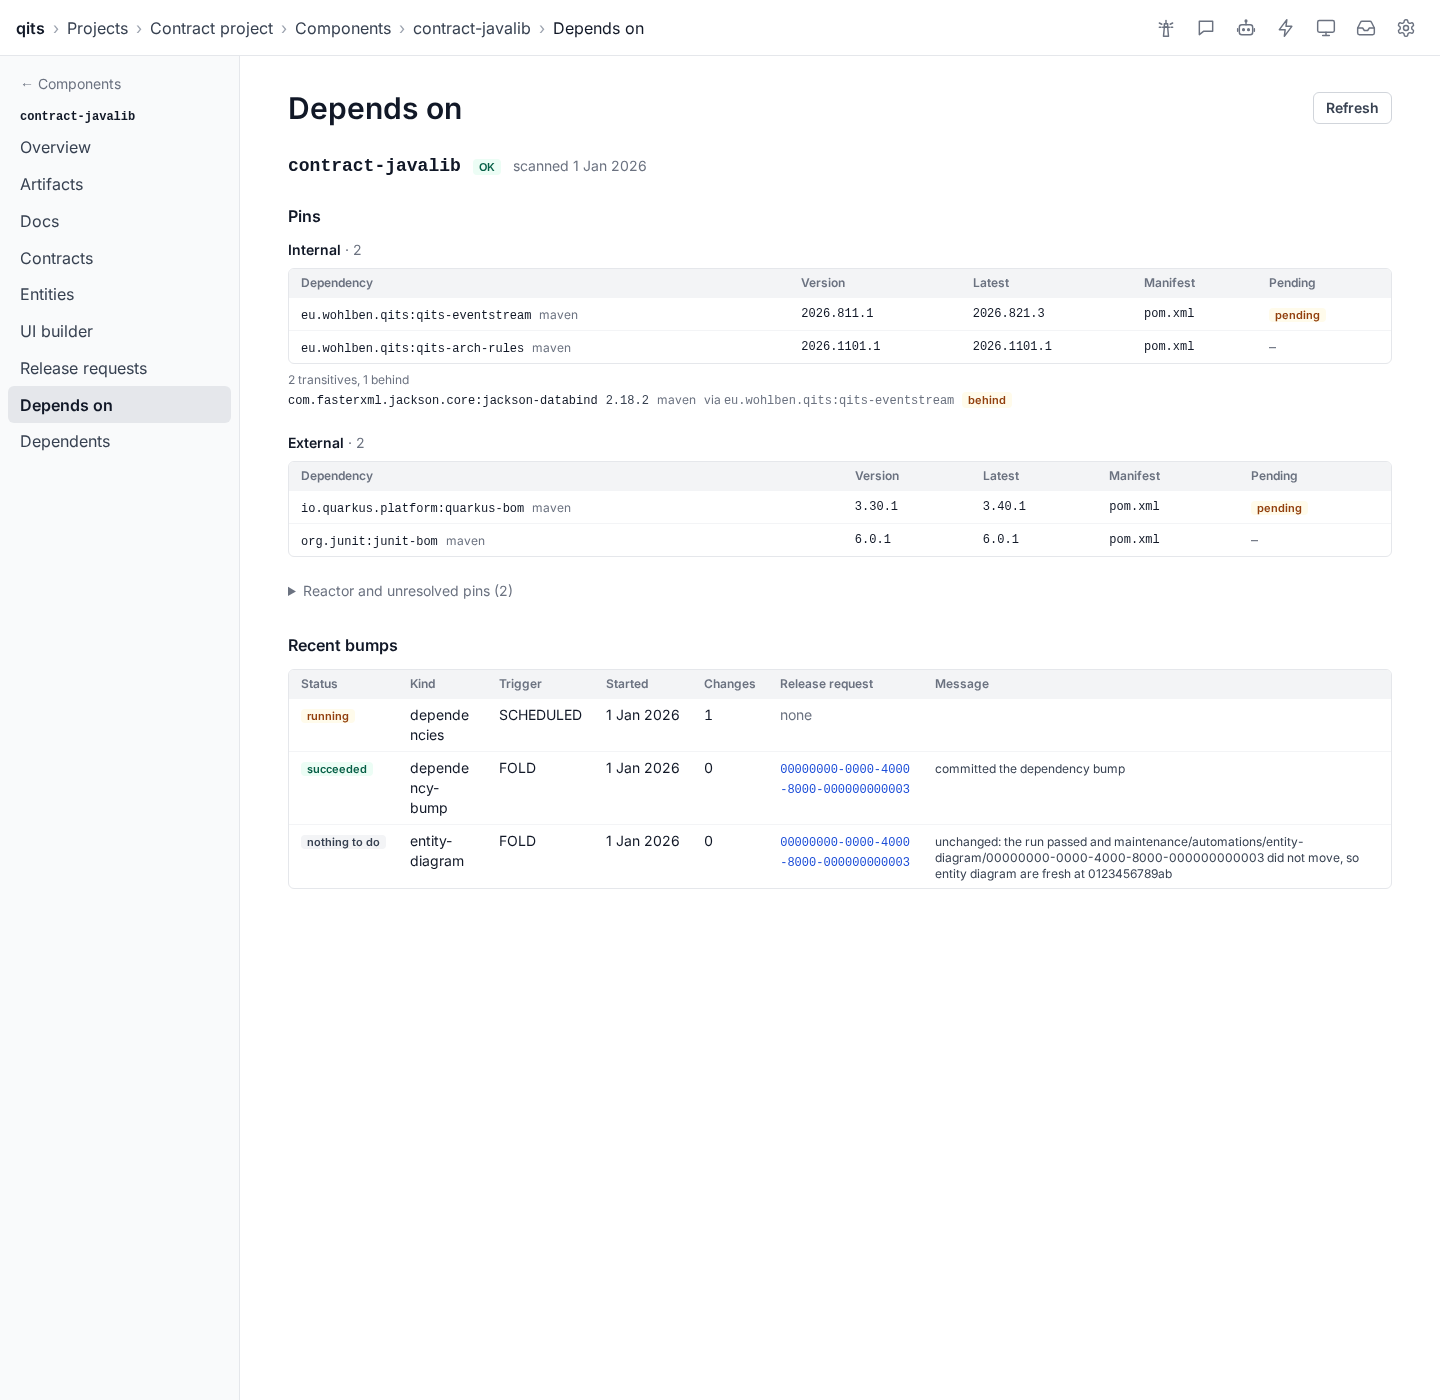 qits › Projects › Contract project › Components › contract-javalib › Depends on
← Components
contract-javalib
Overview
Artifacts
Docs
Contracts
Entities
UI builder
Release requests
Depends on
Dependents
Depends on
Refresh
contract-javalib OK scanned 1 Jan 2026
Pins
Internal · 2
Dependency Version Latest Manifest Pending
eu.wohlben.qits:qits-eventstream maven 2026.811.1 2026.821.3 pom.xml pending
eu.wohlben.qits:qits-arch-rules maven 2026.1101.1 2026.1101.1 pom.xml –
2 transitives, 1 behind
com.fasterxml.jackson.core:jackson-databind 2.18.2 maven via eu.wohlben.qits:qits-eventstream behind
External · 2
Dependency Version Latest Manifest Pending
io.quarkus.platform:quarkus-bom maven 3.30.1 3.40.1 pom.xml pending
org.junit:junit-bom maven 6.0.1 6.0.1 pom.xml –
▶ Reactor and unresolved pins (2)
Recent bumps
Status Kind Trigger Started Changes Release request Message
running depende SCHEDULED 1 Jan 2026 1 none
ncies
succeeded depende FOLD 1 Jan 2026 0 00000000-0000-4000 committed the dependency bump
ncy- -8000-000000000003
bump
nothing to do entity- FOLD 1 Jan 2026 0 00000000-0000-4000 unchanged: the run passed and maintenance/automations/entity-
diagram -8000-000000000003 diagram/00000000-0000-4000-8000-000000000003 did not move, so
entity diagram are fresh at 0123456789ab